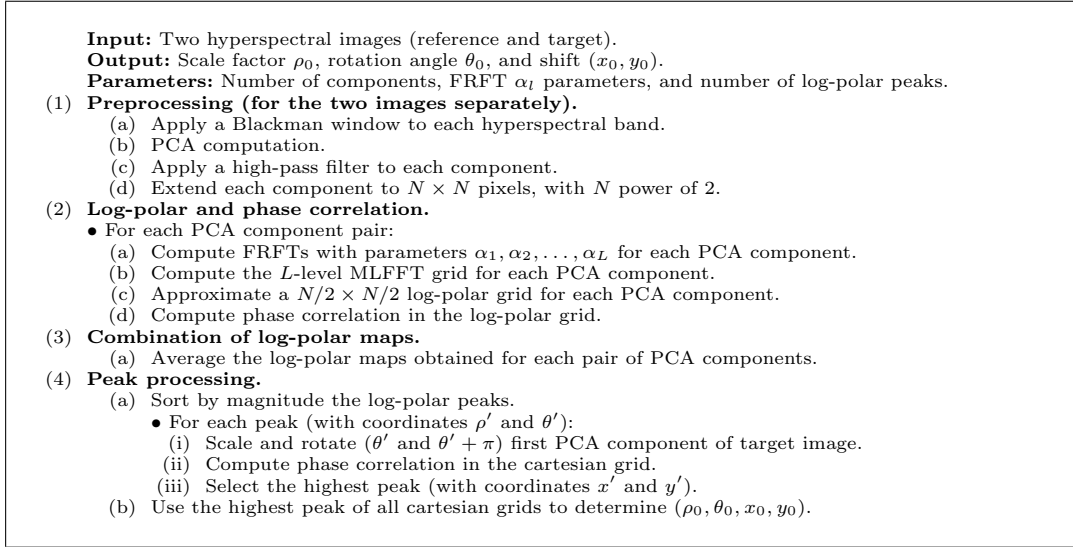 Input: Two hyperspectral images (reference and target).
Output: Scale factor ρ₀, rotation angle θ₀, and shift (x₀, y₀).
Parameters: Number of components, FRFT αₗ parameters, and number of log-polar peaks.
(1) Preprocessing (for the two images separately).
(a) Apply a Blackman window to each hyperspectral band.
(b) PCA computation.
(c) Apply a high-pass filter to each component.
(d) Extend each component to N × N pixels, with N power of 2.
(2) Log-polar and phase correlation.
• For each PCA component pair:
(a) Compute FRFTs with parameters α₁, α₂, . . . , α_L for each PCA component.
(b) Compute the L-level MLFFT grid for each PCA component.
(c) Approximate a N/2 × N/2 log-polar grid for each PCA component.
(d) Compute phase correlation in the log-polar grid.
(3) Combination of log-polar maps.
(a) Average the log-polar maps obtained for each pair of PCA components.
(4) Peak processing.
(a) Sort by magnitude the log-polar peaks.
• For each peak (with coordinates ρ′ and θ′):
(i) Scale and rotate (θ′ and θ′ + π) first PCA component of target image.
(ii) Compute phase correlation in the cartesian grid.
(iii) Select the highest peak (with coordinates x′ and y′).
(b) Use the highest peak of all cartesian grids to determine (ρ₀, θ₀, x₀, y₀).